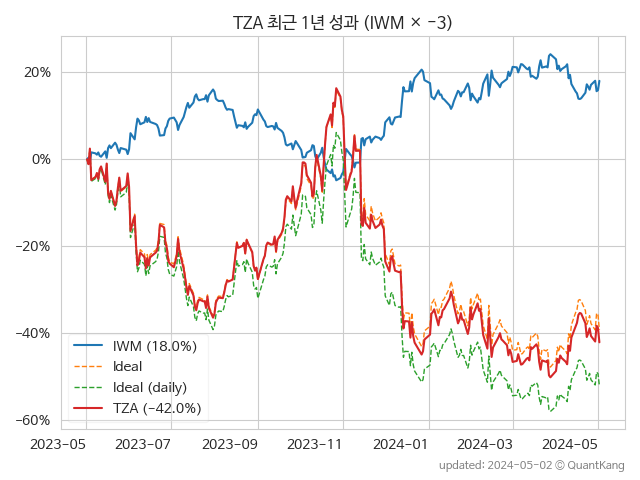 TZA 최근 1년 성과 (IWM × −3)
20%
0%
−20%
−40%
−60%
IWM (18.0%)
Ideal
Ideal (daily)
TZA (−42.0%)
2023-05
2023-07
2023-09
2023-11
2024-01
2024-03
2024-05
updated: 2024-05-02 © QuantKang